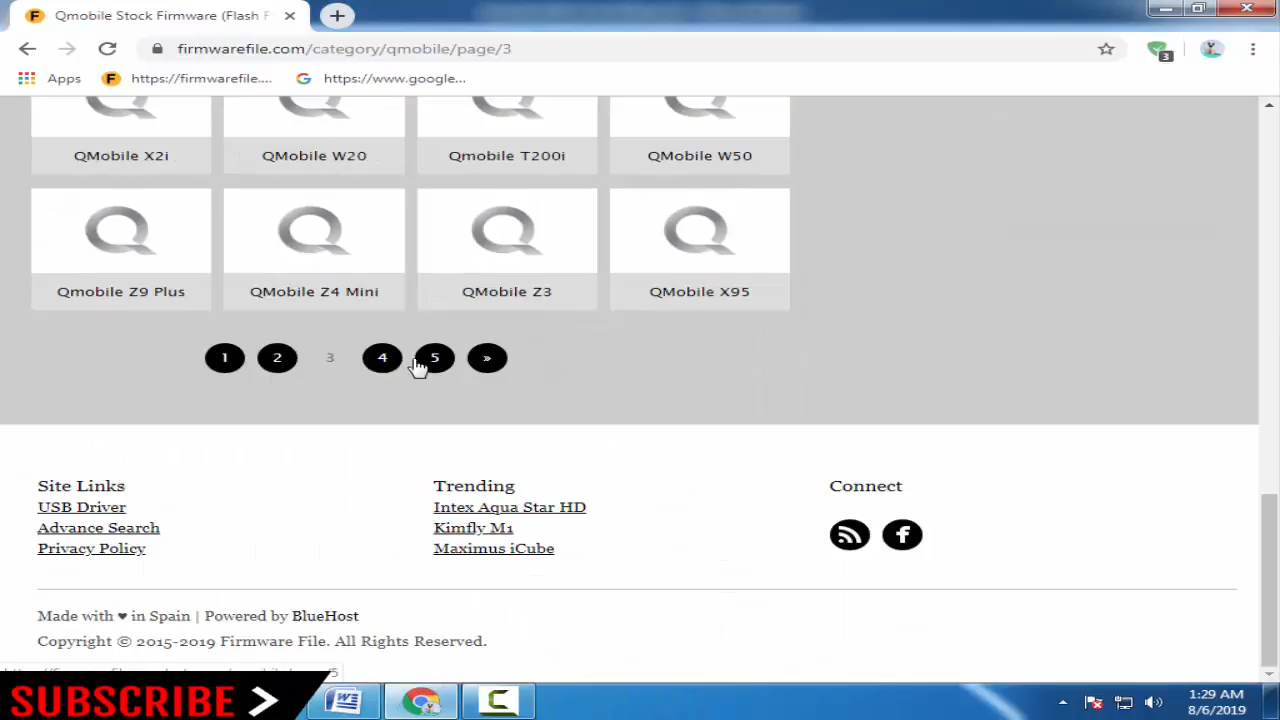 Qmobile Stock Firmware (Flash F
firmwarefile.com/category/qmobile/page/3
3
Apps
https://firmwarefile....
https://www.google...
QMobile X2i
QMobile W20
Qmobile T200i
QMobile W50
Qmobile Z9 Plus
QMobile Z4 Mini
QMobile Z3
QMobile X95
1 2 3 4 5 »
Site Links
USB Driver
Advance Search
Privacy Policy
Trending
Intex Aqua Star HD
Kimfly M1
Maximus iCube
Connect
Made with ♥ in Spain | Powered by BlueHost
Copyright © 2015-2019 Firmware File. All Rights Reserved.
SUBSCRIBE
1:29 AM
8/6/2019